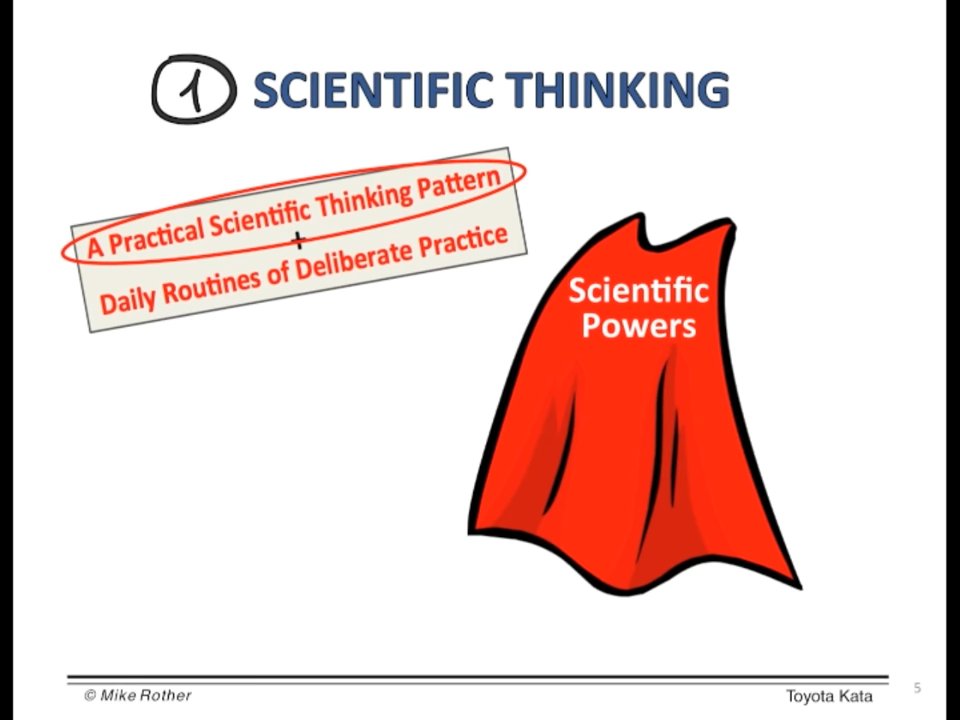 1 SCIENTIFIC THINKING
A Practical Scientific Thinking Pattern
+
Daily Routines of Deliberate Practice
Scientific
Powers
© Mike Rother
Toyota Kata
5